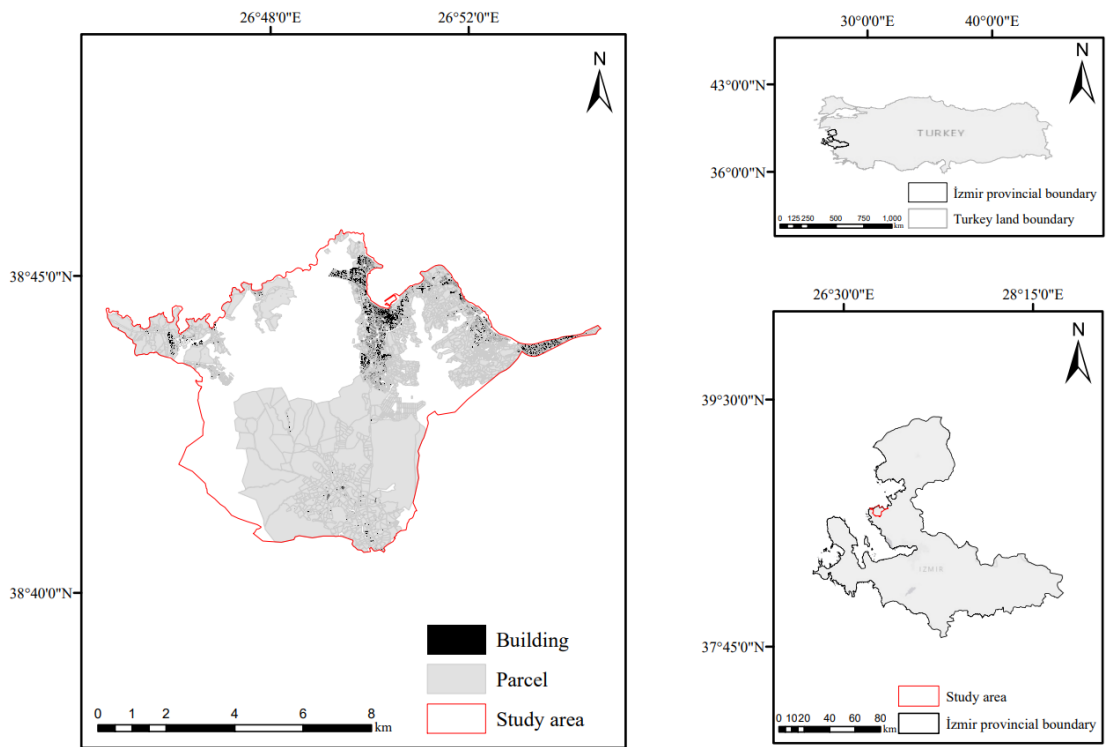 26°48'0"E 26°52'0"E
N
38°45'0"N
38°40'0"N
Building
Parcel
Study area
0 2 4 6 8
km
30°0'0"E 40°0'0"E
N
43°0'0"N
36°0'0"N
TURKEY
İzmir provincial boundary
Turkey land boundary
0 125 250 500 750 1,000
km
26°30'0"E 28°15'0"E
N
39°30'0"N
37°45'0"N
IZMIR
Study area
İzmir provincial boundary
0 10 20 40 60 80
km